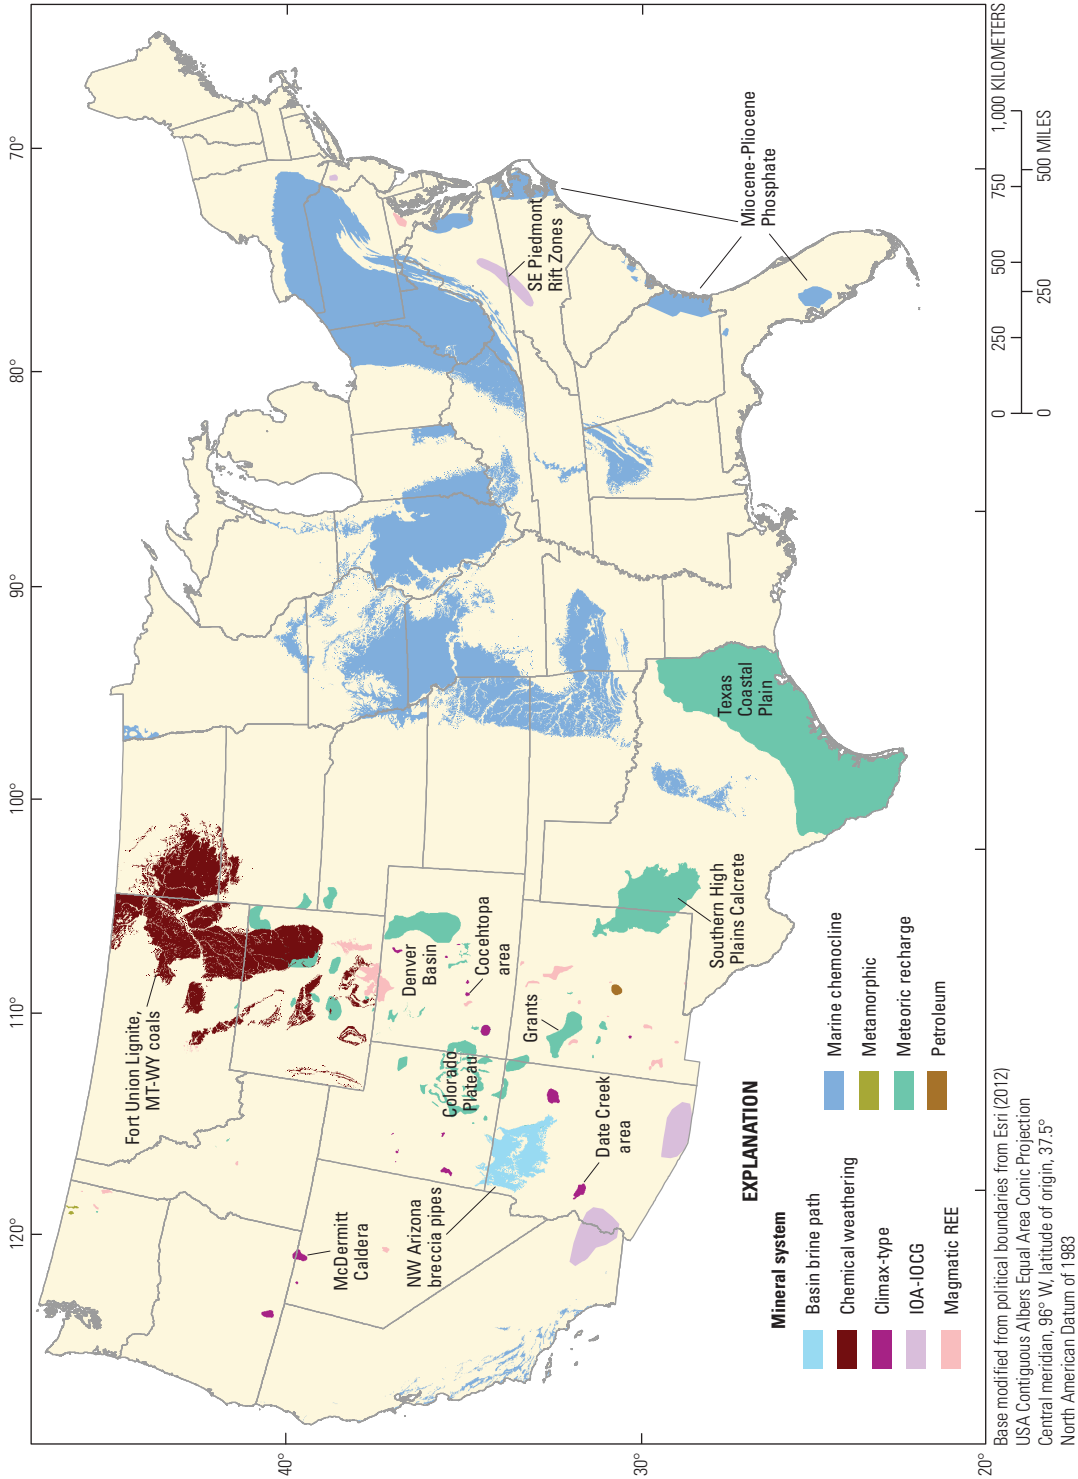 120°
110°
100°
90°
80°
70°
40°
30°
20°
Fort Union Lignite,
MT-WY coals
McDermitt
Caldera
NW Arizona
breccia pipes
Date Creek
area
Colorado
Plateau
Grants
Denver
Basin
Cocetehtopa
area
Southern High
Plains Calcrete
Texas
Coastal
Plain
SE Piedmont
Rift Zones
Miocene-Pliocene
Phosphate
EXPLANATION
Mineral system
Basin brine path
Chemical weathering
Climax-type
IOA-IOCG
Magmatic REE
Marine chemocline
Metamorphic
Meteoric recharge
Petroleum
Base modified from political boundaries from Esri (2012)
USA Contiguous Albers Equal Area Conic Projection
Central meridian, 96° W, latitude of origin, 37.5°
North American Datum of 1983
0 250 500 750 1,000 KILOMETERS
0 250 500 MILES